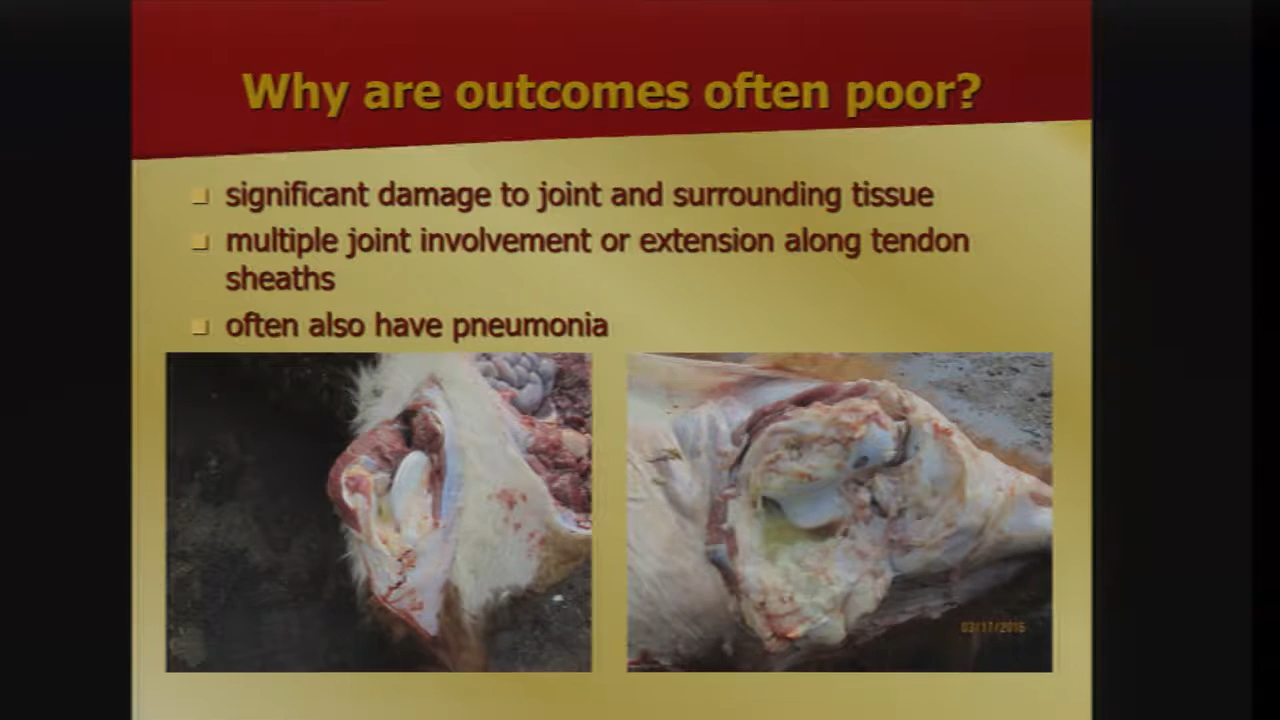 Why are outcomes often poor?
significant damage to joint and surrounding tissue
multiple joint involvement or extension along tendon
sheaths
often also have pneumonia
03/17/2016